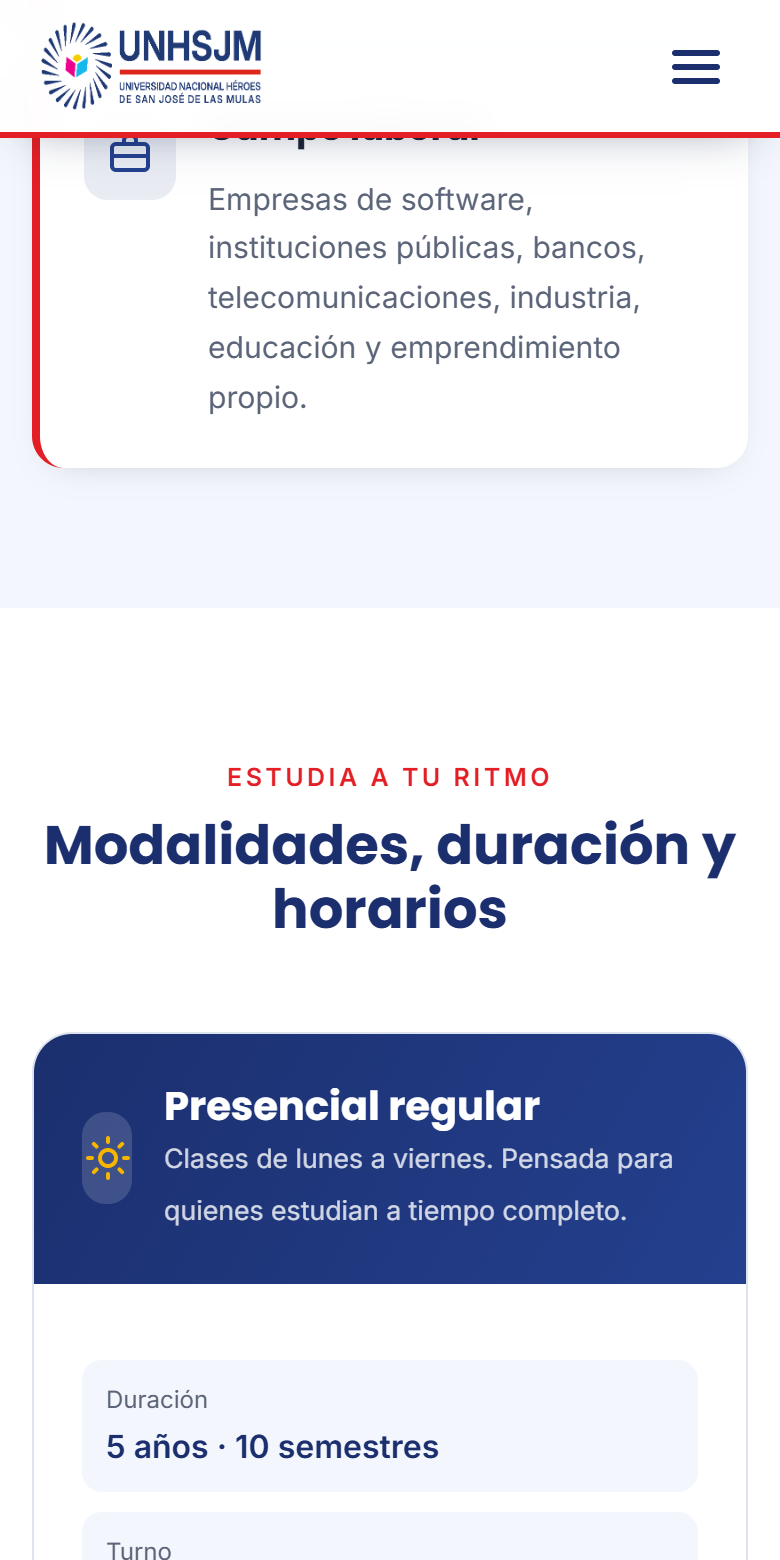 UNHSJM
UNIVERSIDAD NACIONAL HÉROES
DE SAN JOSÉ DE LAS MULAS
Campo laboral
Empresas de software,
instituciones públicas, bancos,
telecomunicaciones, industria,
educación y emprendimiento
propio.
ESTUDIA A TU RITMO
Modalidades, duración y
horarios
Presencial regular
Clases de lunes a viernes. Pensada para
quienes estudian a tiempo completo.
Duración
5 años · 10 semestres
Turno